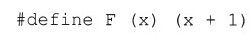 #define F (x) (x + 1)